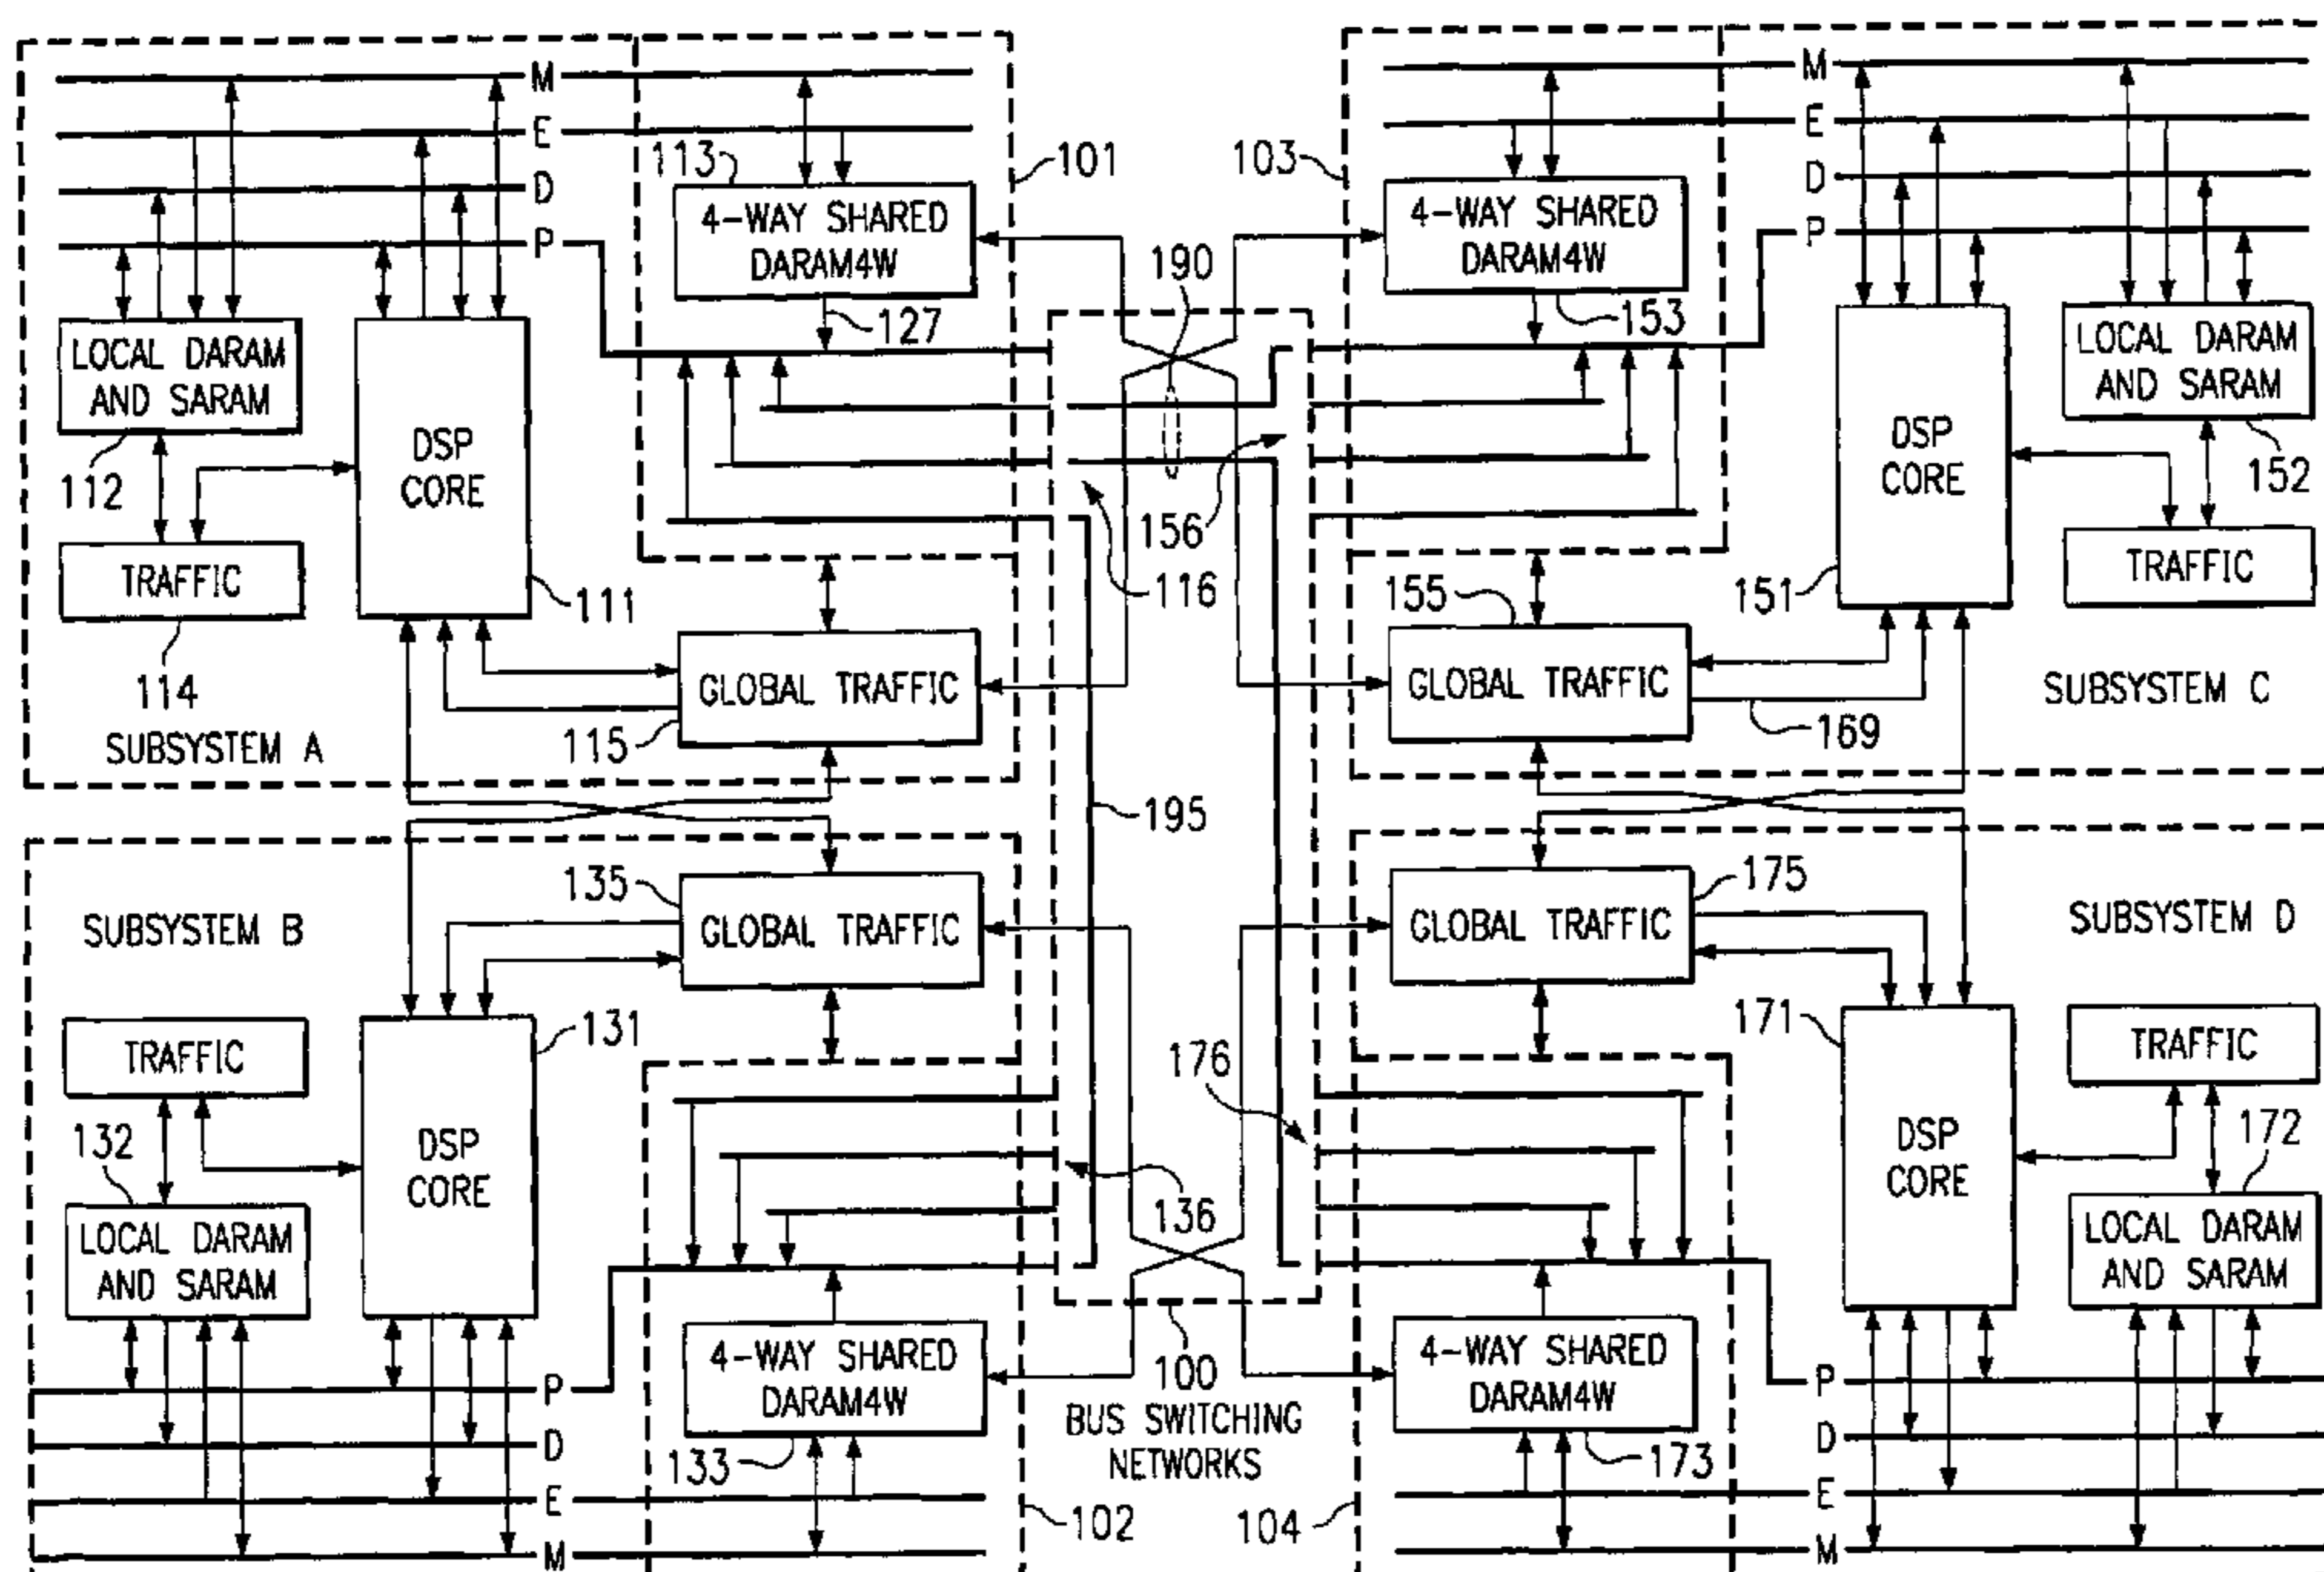 M
E
D
P
113
4-WAY SHARED
DARAM4W
101
127
LOCAL DARAM
AND SARAM
112
DSP
CORE
111
TRAFFIC
114
GLOBAL TRAFFIC
115
SUBSYSTEM A
190
116
156
195
103
4-WAY SHARED
DARAM4W
153
M
E
D
P
LOCAL DARAM
AND SARAM
152
DSP
CORE
151
TRAFFIC
155
GLOBAL TRAFFIC
169
SUBSYSTEM C
SUBSYSTEM B
135
GLOBAL TRAFFIC
TRAFFIC
131
DSP
CORE
132
LOCAL DARAM
AND SARAM
136
4-WAY SHARED
DARAM4W
133
P
D
E
M
102
100
BUS SWITCHING
NETWORKS
176
175
GLOBAL TRAFFIC
SUBSYSTEM D
171
DSP
CORE
TRAFFIC
172
LOCAL DARAM
AND SARAM
4-WAY SHARED
DARAM4W
173
104
P
D
E
M